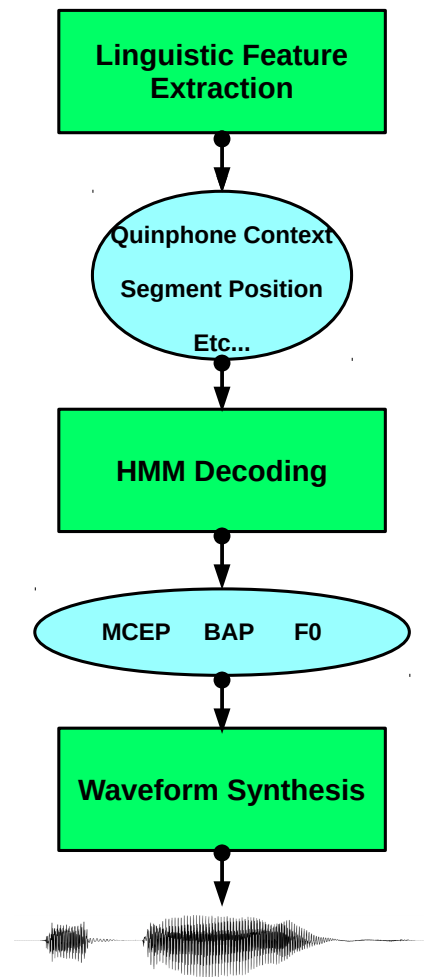 Linguistic Feature
Extraction
Quinphone Context
Segment Position
Etc...
HMM Decoding
MCEP BAP F0
Waveform Synthesis